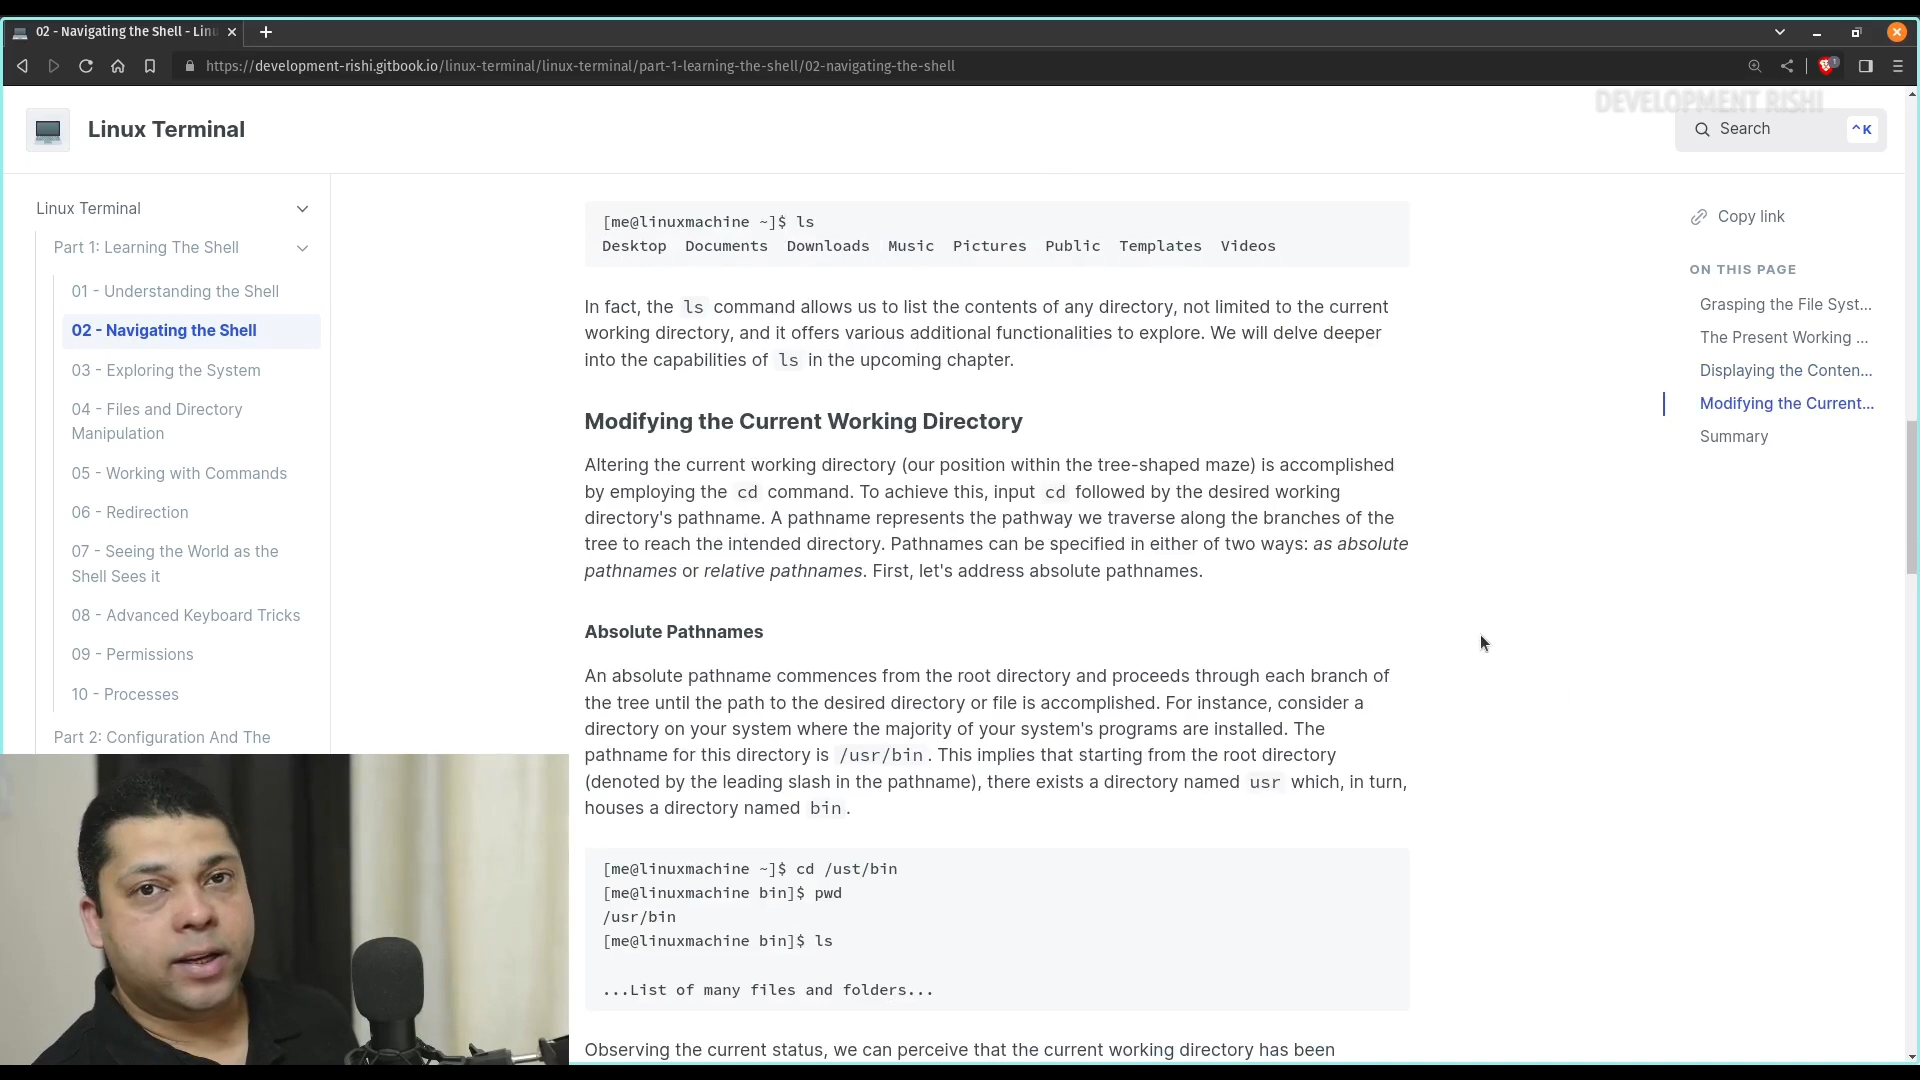 02 - Navigating the Shell - Linu
https://development-rishi.gitbook.io/linux-terminal/linux-terminal/part-1-learning-the-shell/02-navigating-the-shell
1
DEVELOPMENT RISHI
Linux Terminal
Search
^K
Linux Terminal
Part 1: Learning The Shell
01 - Understanding the Shell
02 - Navigating the Shell
03 - Exploring the System
04 - Files and Directory
Manipulation
05 - Working with Commands
06 - Redirection
07 - Seeing the World as the
Shell Sees it
08 - Advanced Keyboard Tricks
09 - Permissions
10 - Processes
Part 2: Configuration And The
[me@linuxmachine ~]$ ls
Desktop Documents Downloads Music Pictures Public Templates Videos
In fact, the ls command allows us to list the contents of any directory, not limited to the current
working directory, and it offers various additional functionalities to explore. We will delve deeper
into the capabilities of ls in the upcoming chapter.
Modifying the Current Working Directory
Altering the current working directory (our position within the tree-shaped maze) is accomplished
by employing the cd command. To achieve this, input cd followed by the desired working
directory's pathname. A pathname represents the pathway we traverse along the branches of the
tree to reach the intended directory. Pathnames can be specified in either of two ways: as absolute
pathnames or relative pathnames. First, let's address absolute pathnames.
Absolute Pathnames
An absolute pathname commences from the root directory and proceeds through each branch of
the tree until the path to the desired directory or file is accomplished. For instance, consider a
directory on your system where the majority of your system's programs are installed. The
pathname for this directory is /usr/bin. This implies that starting from the root directory
(denoted by the leading slash in the pathname), there exists a directory named usr which, in turn,
houses a directory named bin.
[me@linuxmachine ~]$ cd /ust/bin
[me@linuxmachine bin]$ pwd
/usr/bin
[me@linuxmachine bin]$ ls
...List of many files and folders...
Observing the current status, we can perceive that the current working directory has been
Copy link
ON THIS PAGE
Grasping the File Syst...
The Present Working ...
Displaying the Conten...
Modifying the Current...
Summary